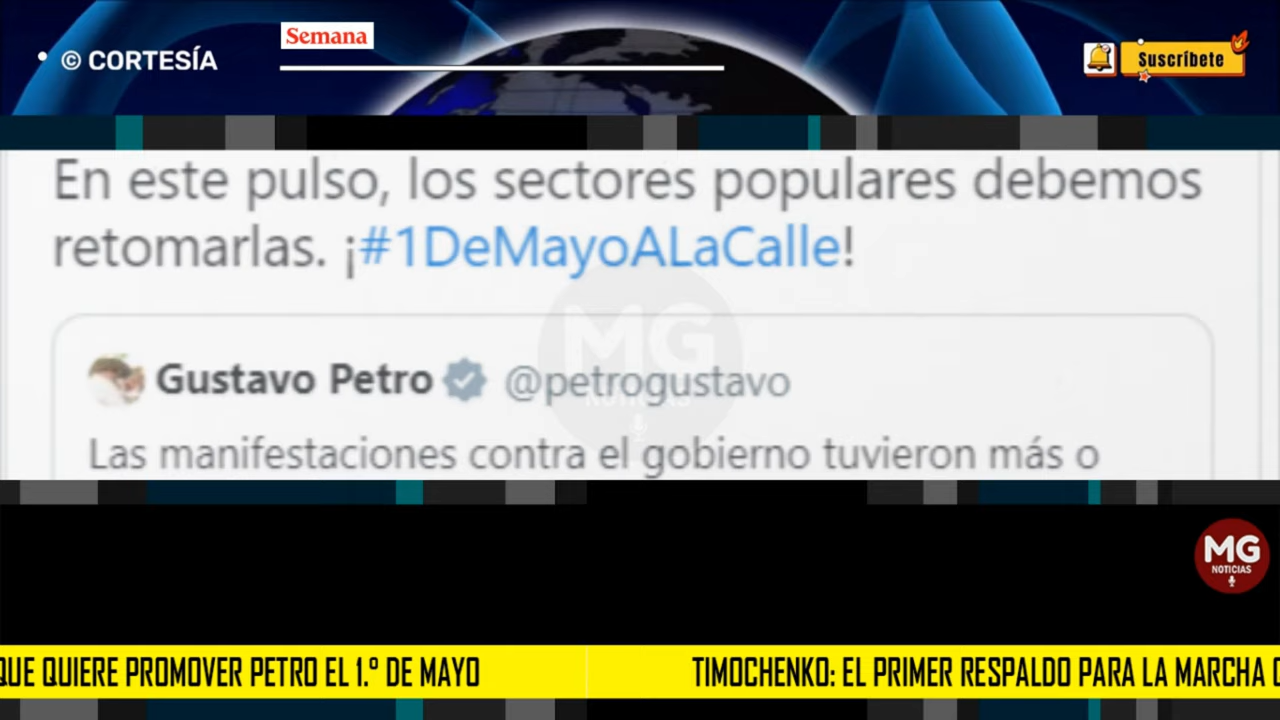 © CORTESÍA
Semana
Suscríbete
En este pulso, los sectores populares debemos
retomarlas. ¡#1DeMayoALaCalle!
MG
NOTICIAS
Gustavo Petro @petrogustavo
Las manifestaciones contra el gobierno tuvieron más o
MG
NOTICIAS
QUE QUIERE PROMOVER PETRO EL 1.º DE MAYO
TIMOCHENKO: EL PRIMER RESPALDO PARA LA MARCHA